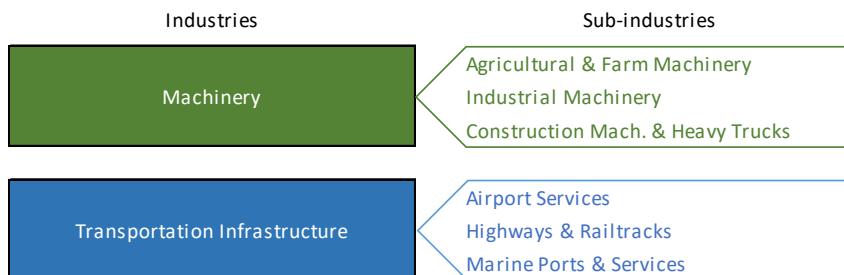 Industries
Sub-industries
Machinery
Agricultural & Farm Machinery
Industrial Machinery
Construction Mach. & Heavy Trucks
Transportation Infrastructure
Airport Services
Highways & Railtracks
Marine Ports & Services